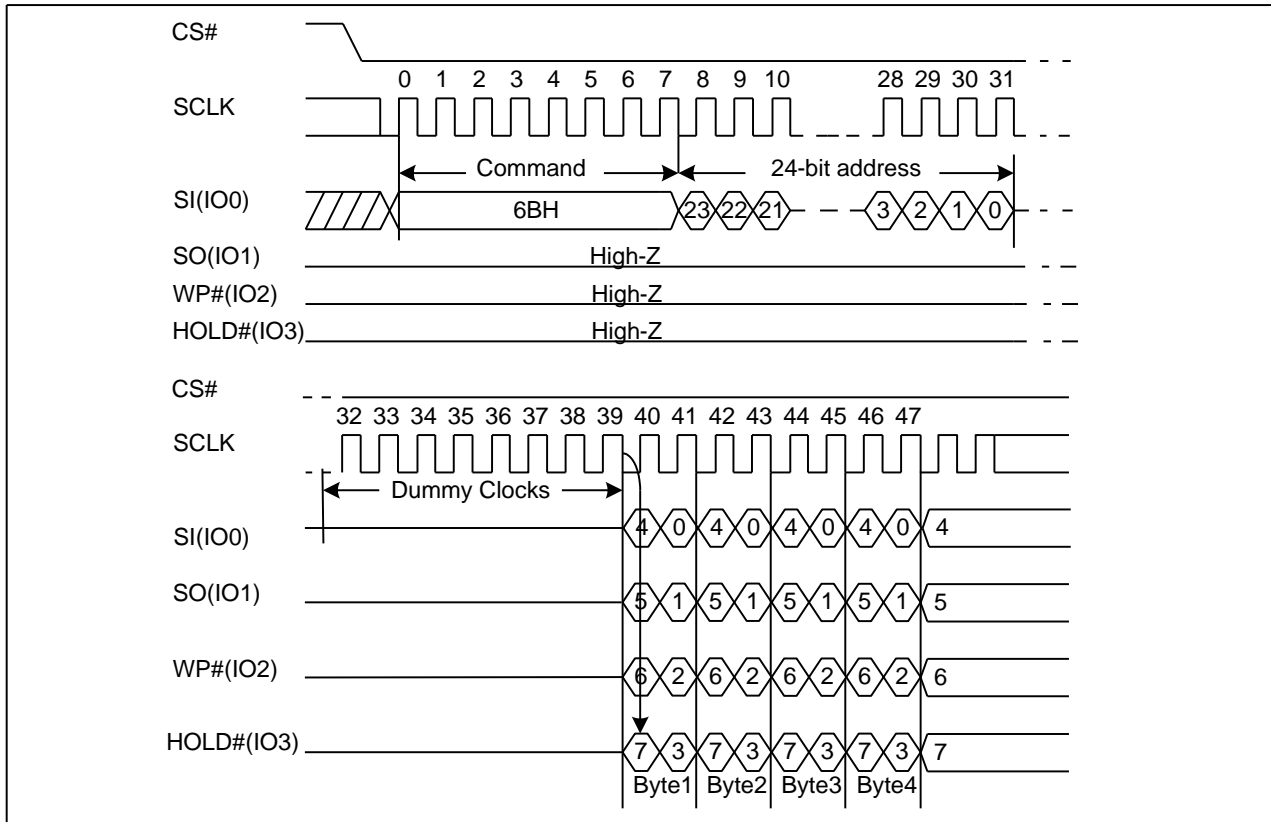 CS#
0 1 2 3 4 5 6 7 8 9 10 28 29 30 31
SCLK
Command 24-bit address
SI(IO0) 6BH 23 22 21 3 2 1 0
SO(IO1) High-Z
WP#(IO2) High-Z
HOLD#(IO3) High-Z
CS#
32 33 34 35 36 37 38 39 40 41 42 43 44 45 46 47
SCLK
Dummy Clocks
SI(IO0) 4 0 4 0 4 0 4 0 4
SO(IO1) 5 1 5 1 5 1 5 1 5
WP#(IO2) 6 2 6 2 6 2 6 2 6
HOLD#(IO3) 7 3 7 3 7 3 7 3 7
Byte1 Byte2 Byte3 Byte4